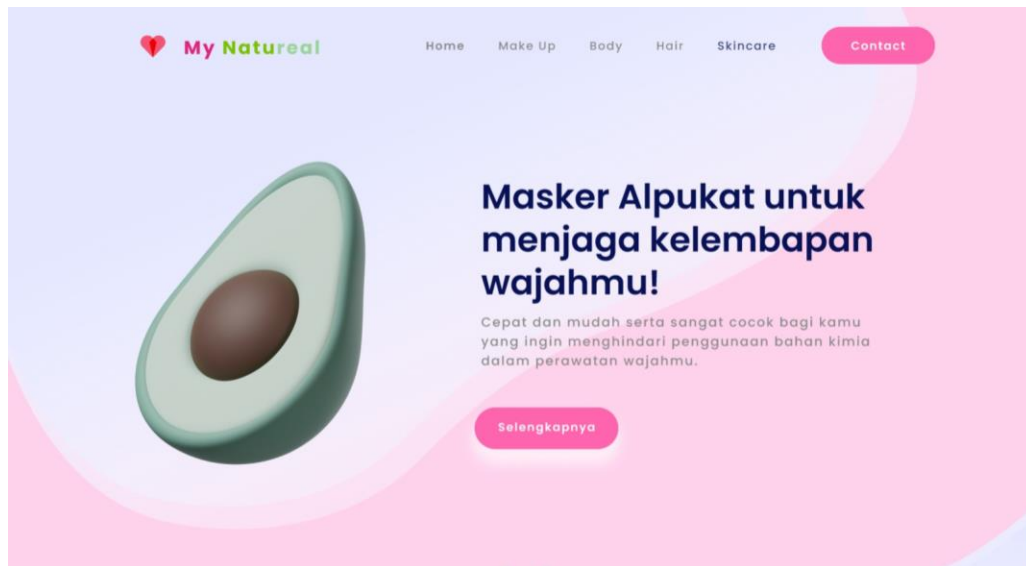 My Natureal
Home Make Up Body Hair Skincare Contact
Masker Alpukat untuk
menjaga kelembapan
wajahmu!
Cepat dan mudah serta sangat cocok bagi kamu
yang ingin menghindari penggunaan bahan kimia
dalam perawatan wajahmu.
Selengkapnya